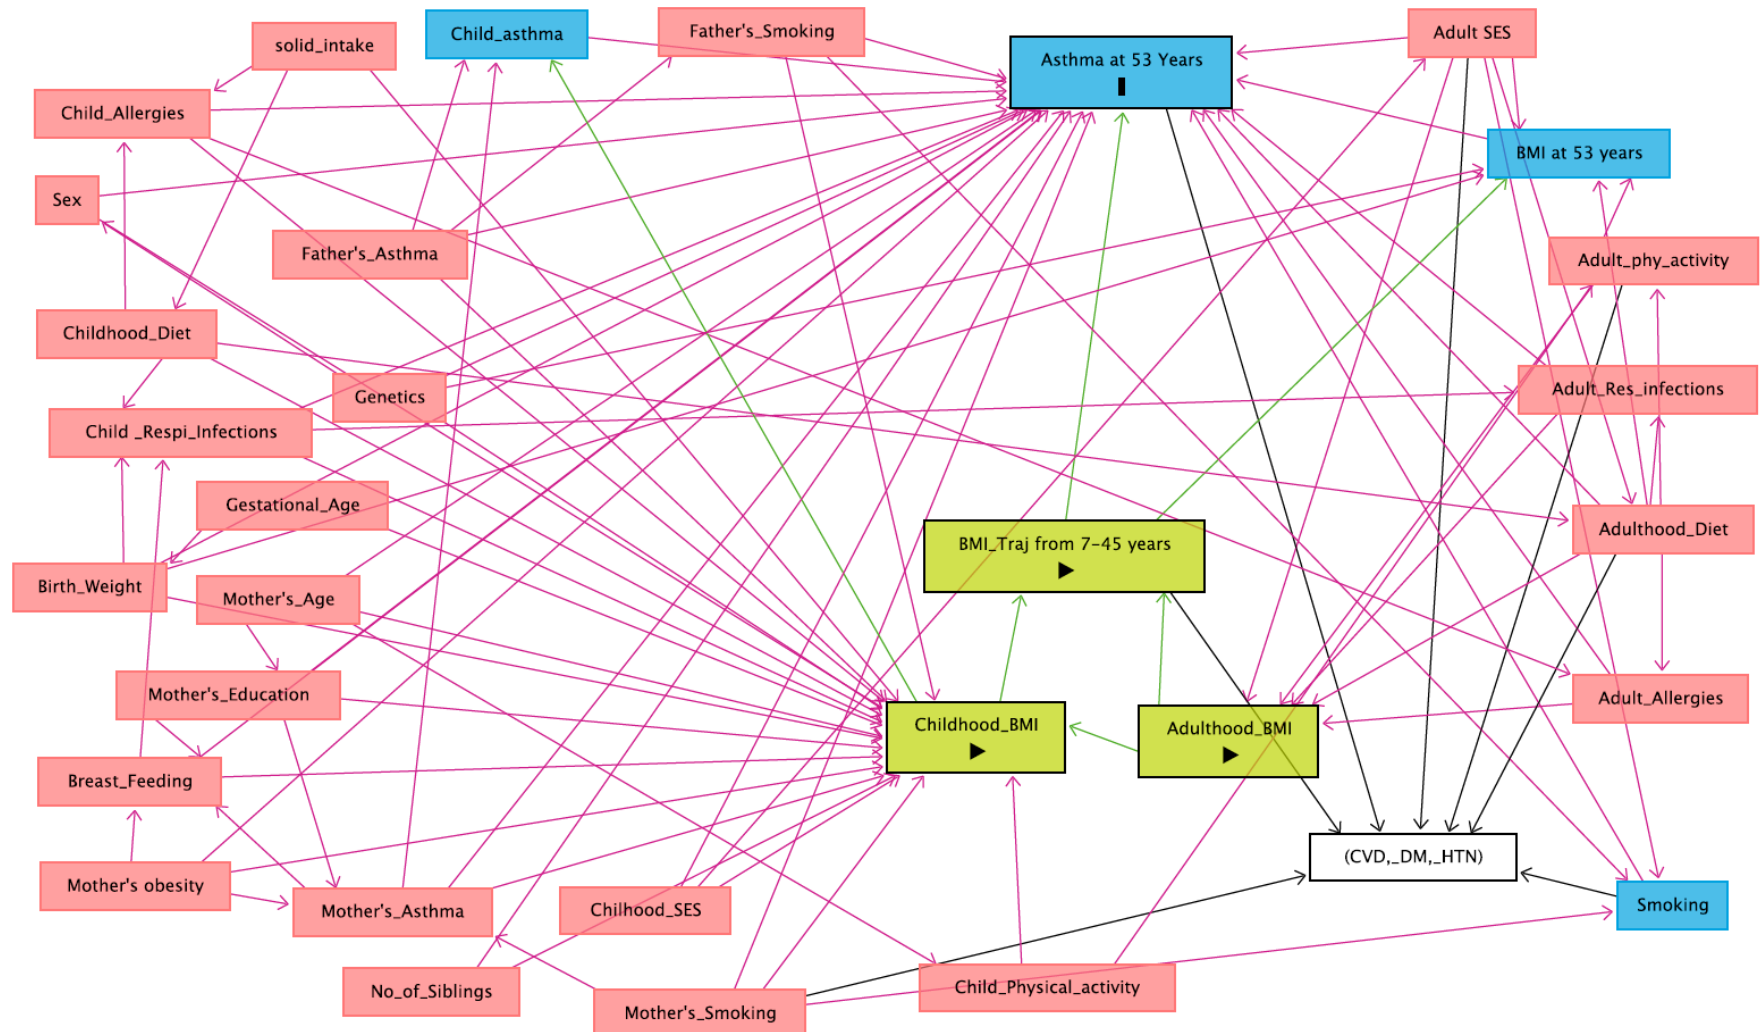 solid_intake
Child_asthma
Father's_Smoking
Adult SES
Asthma at 53 Years
Child_Allergies
BMI at 53 years
Sex
Father's_Asthma
Adult_phy_activity
Childhood_Diet
Genetics
Adult_Res_infections
Child _Respi_Infections
Gestational_Age
Adulthood_Diet
BMI_Traj from 7-45 years
Birth_Weight
Mother's_Age
Mother's_Education
Adult_Allergies
Childhood_BMI
Adulthood_BMI
Breast_Feeding
(CVD,_DM,_HTN)
Mother's obesity
Mother's_Asthma
Chilhood_SES
Smoking
No_of_Siblings
Child_Physical_activity
Mother's_Smoking